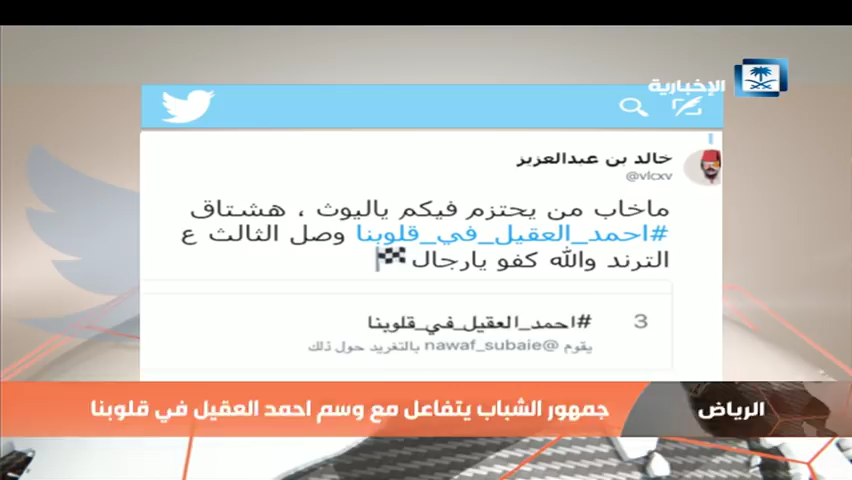 الإخبارية
خالد بن عبدالعزيز
@vlcxv
ماخاب من يحتزم فيكم ياليوث ، هشتاق
#احمد_العقيل_في_قلوبنا وصل الثالث ع
الترند والله كفو يارجال
3 #احمد_العقيل_في_قلوبنا
يقوم @nawaf_subaie بالتغريد حول ذلك
الرياض
جمهور الشباب يتفاعل مع وسم احمد العقيل في قلوبنا